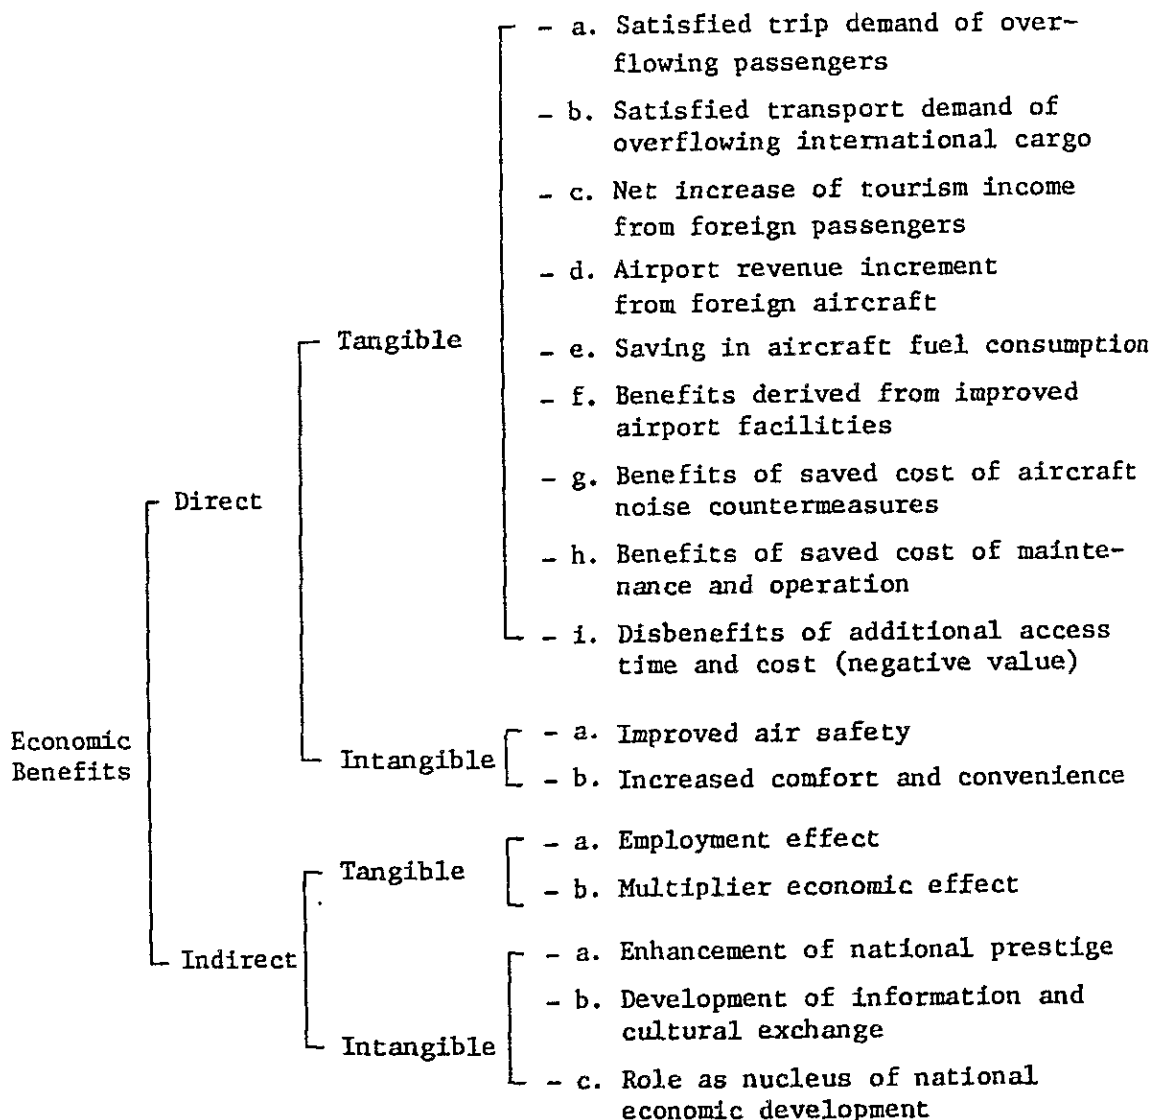 - a. Satisfied trip demand of over-
flowing passengers
- b. Satisfied transport demand of
overflowing international cargo
- c. Net increase of tourism income
from foreign passengers
- d. Airport revenue increment
from foreign aircraft
Tangible
- e. Saving in aircraft fuel consumption
- f. Benefits derived from improved
airport facilities
- g. Benefits of saved cost of aircraft
noise countermeasures
Direct
- h. Benefits of saved cost of mainte-
nance and operation
- i. Disbenefits of additional access
time and cost (negative value)
Economic
Benefits
Intangible
- a. Improved air safety
- b. Increased comfort and convenience
Tangible
- a. Employment effect
- b. Multiplier economic effect
Indirect
- a. Enhancement of national prestige
- b. Development of information and
cultural exchange
Intangible
- c. Role as nucleus of national
economic development